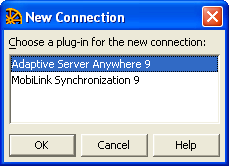 New Connection
Choose a plug-in for the new connection:
Adaptive Server Anywhere 9
MobiLink Synchronization 9
OK
Cancel
Help